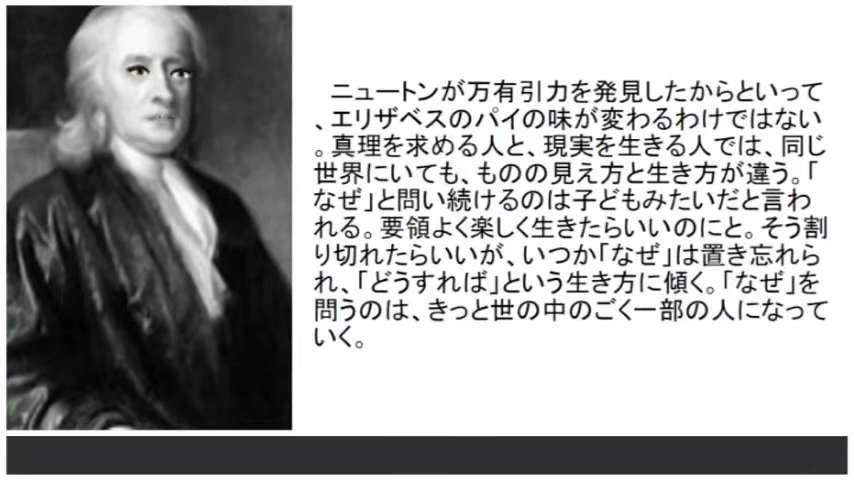 ニュートンが万有引力を発見したからといって
、エリザベスのパイの味が変わるわけではない
。真理を求める人と、現実を生きる人では、同じ
世界にいても、ものの見え方と生き方が違う。「
なぜ」と問い続けるのは子どもみたいだと言わ
れる。要領よく楽しく生きたらいいのにと。そう割
り切れたらいいが、いつか「なぜ」は置き忘れら
れ、「どうすれば」という生き方に傾く。「なぜ」を
問うのは、きっと世の中のごく一部の人になって
いく。